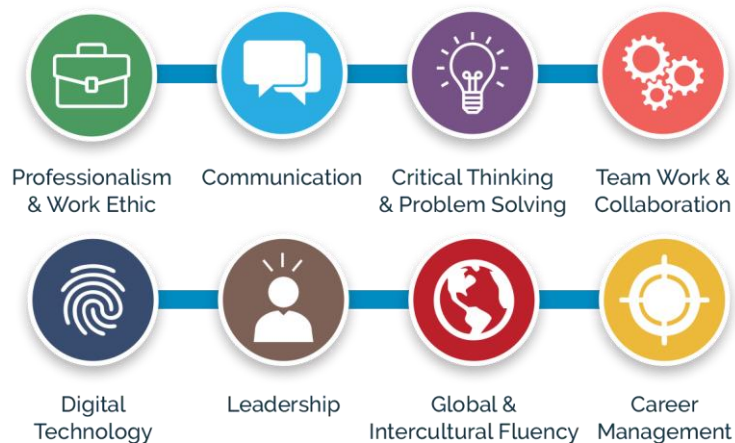 Professionalism
& Work Ethic
Communication
Critical Thinking
& Problem Solving
Team Work &
Collaboration
Digital
Technology
Leadership
Global &
Intercultural Fluency
Career
Management